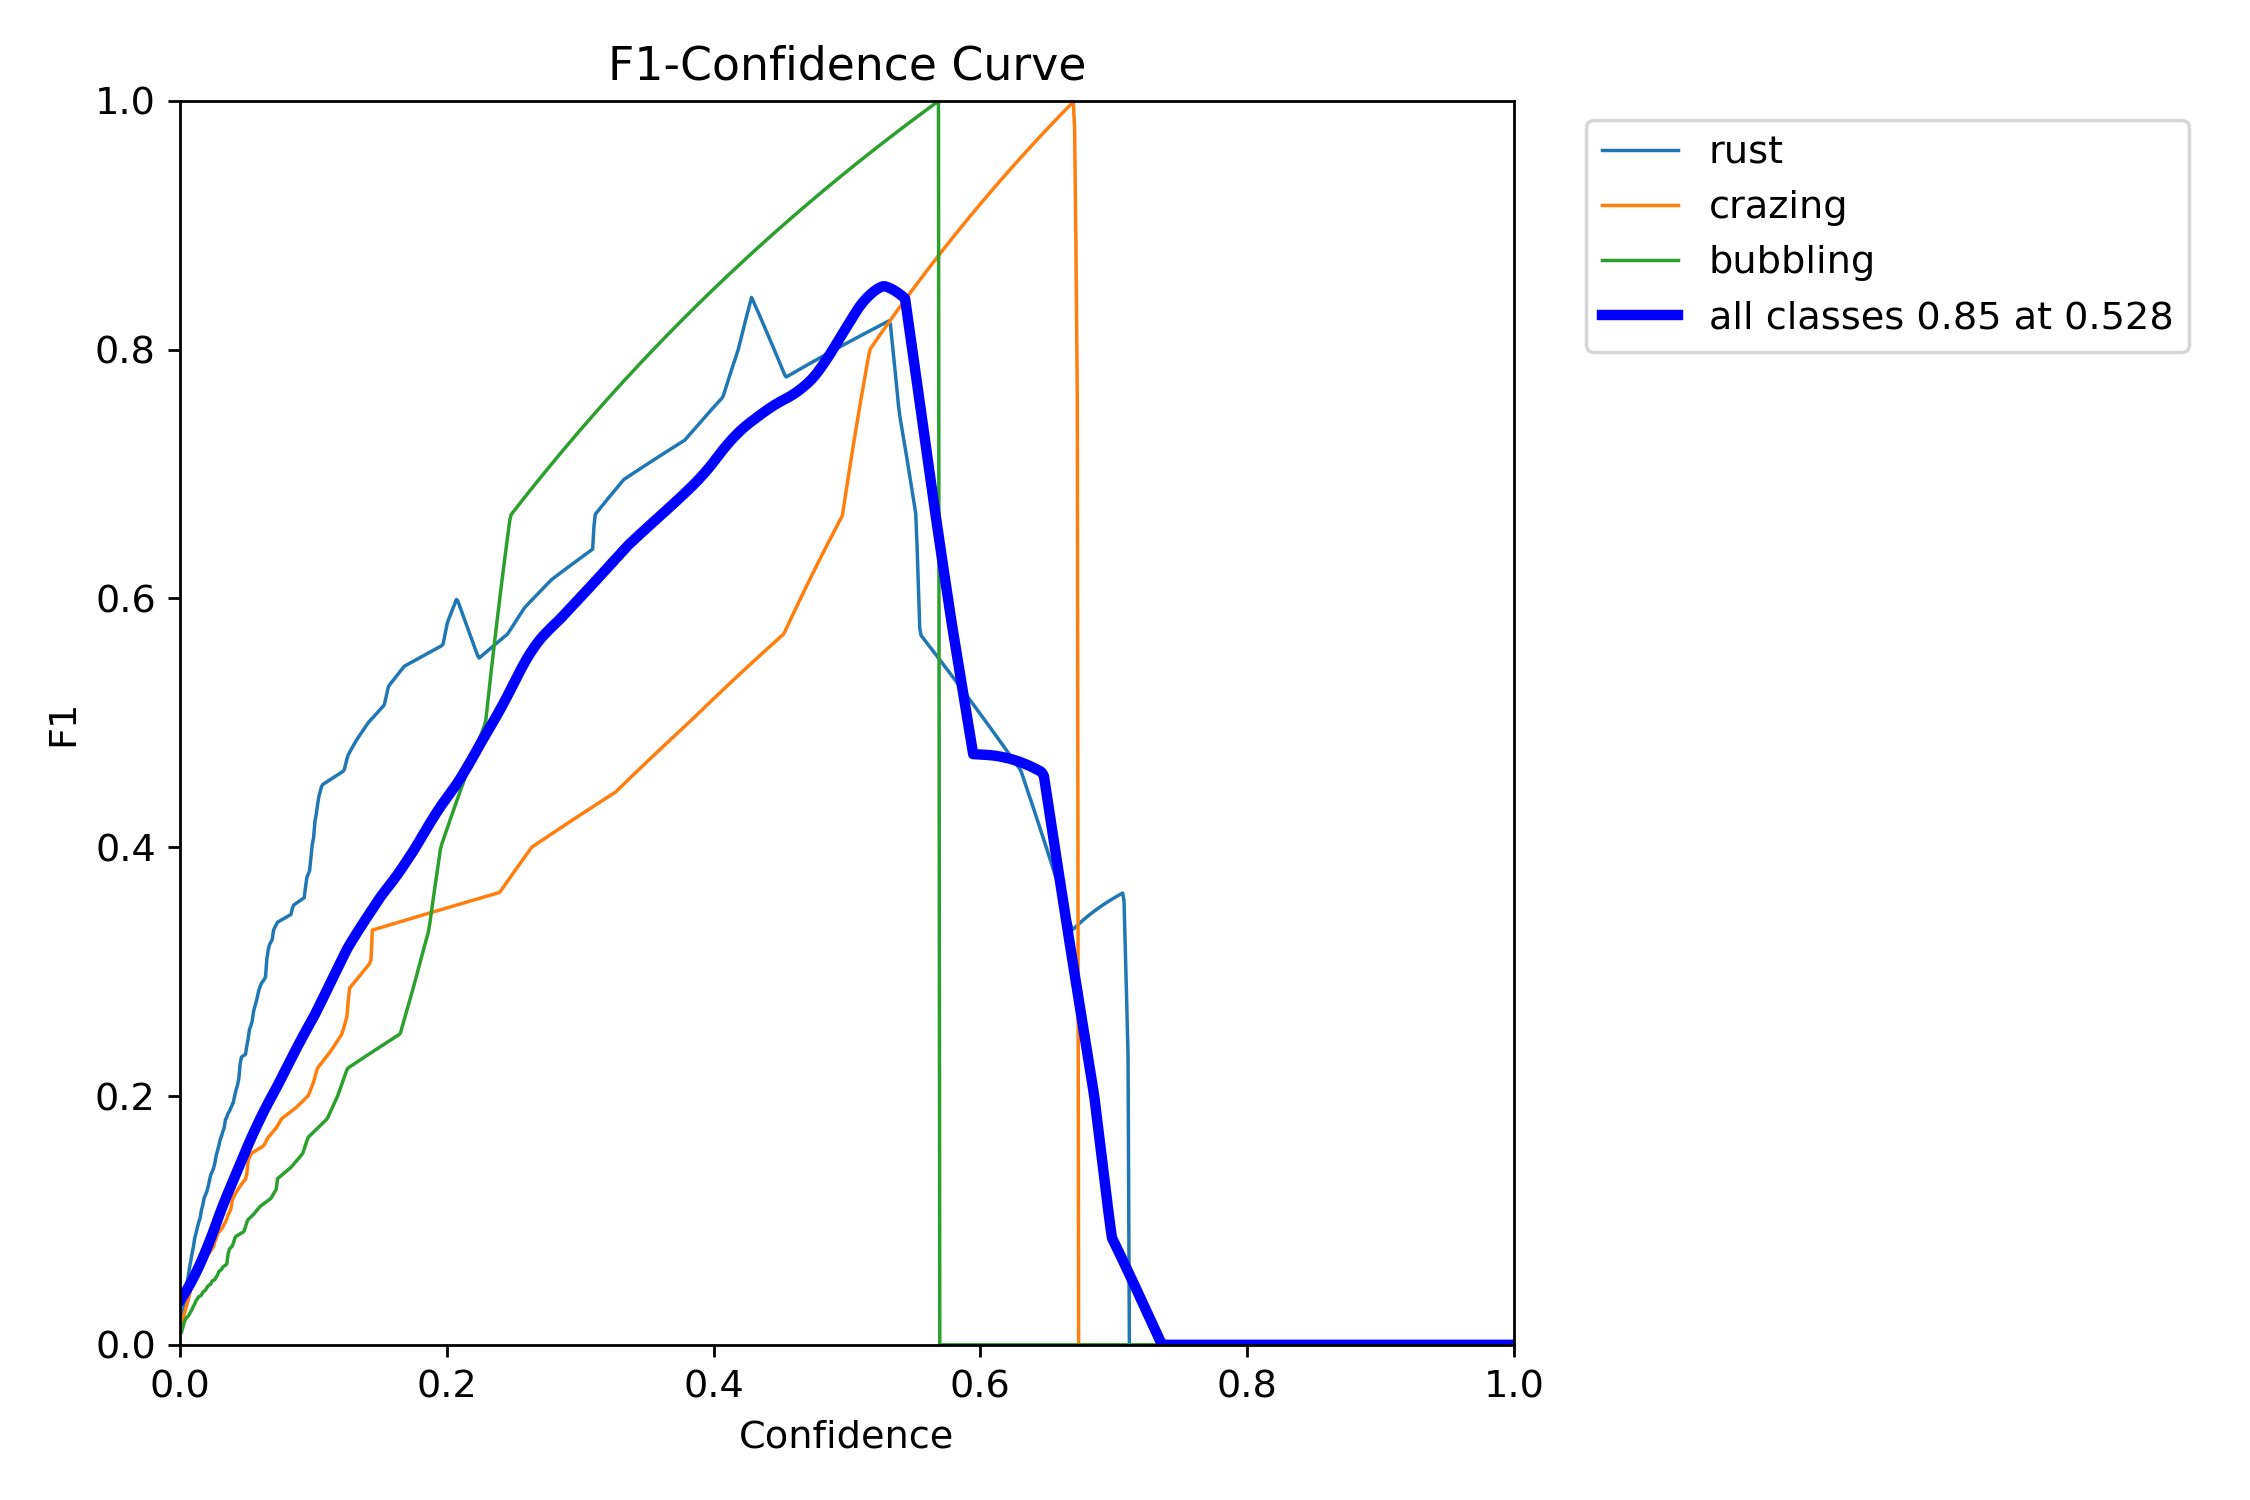 F1-Confidence Curve
1.0
0.8
0.6
0.4
0.2
0.0
F1
0.0 0.2 0.4 0.6 0.8 1.0
Confidence
rust
crazing
bubbling
all classes 0.85 at 0.528